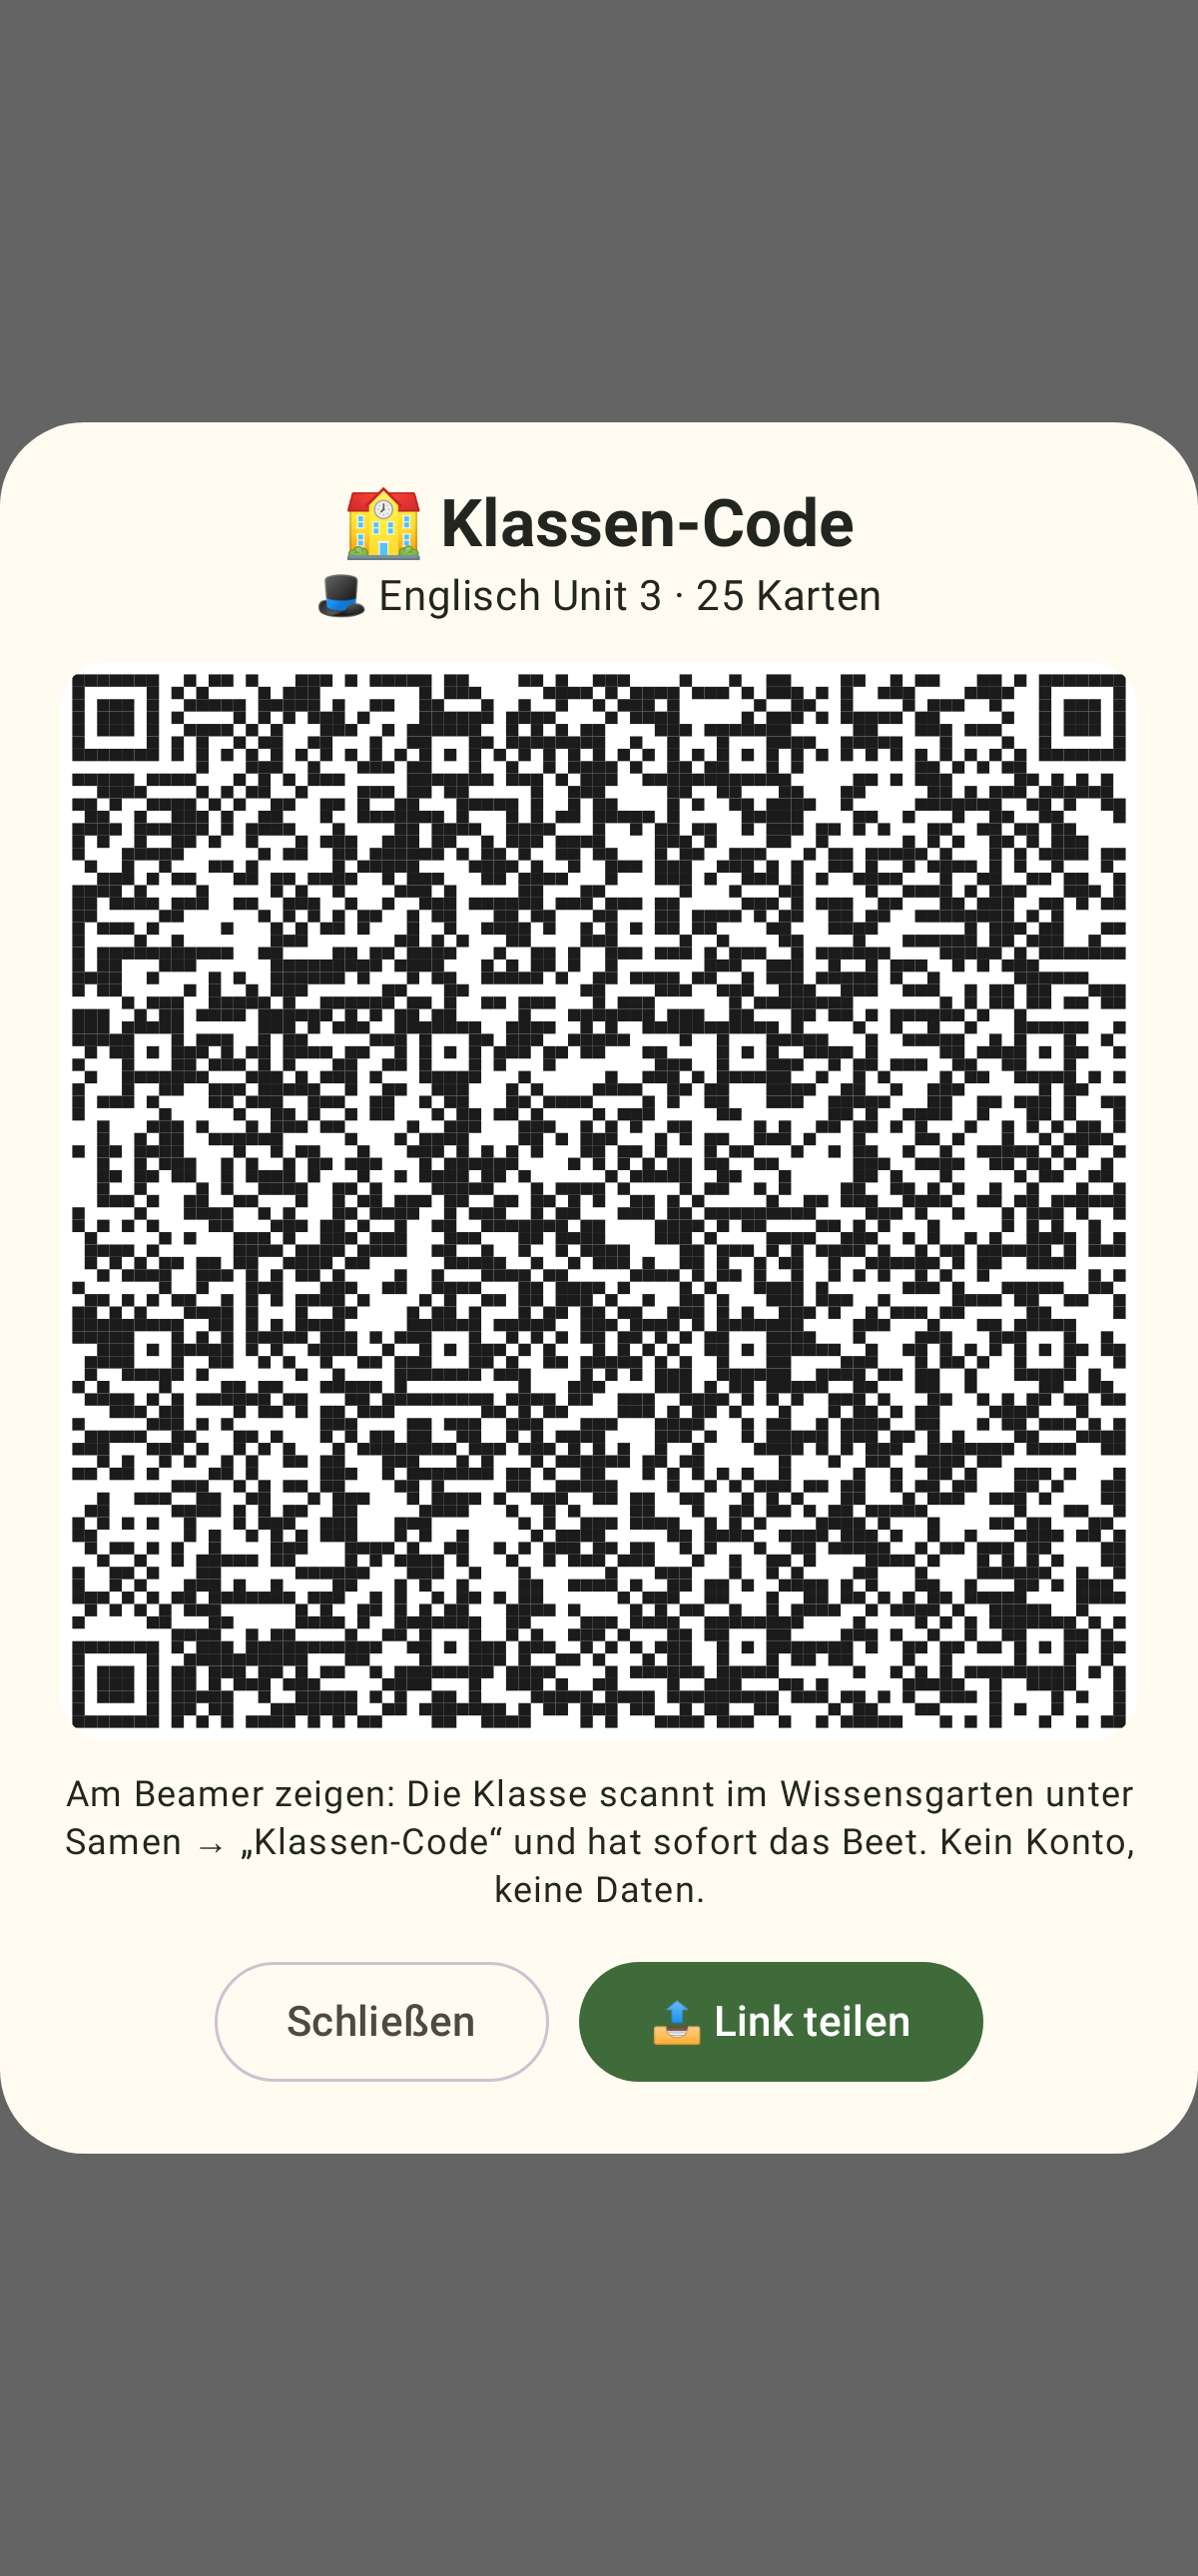 Klassen-Code
Englisch Unit 3 · 25 Karten
Am Beamer zeigen: Die Klasse scannt im Wissensgarten unter
Samen → „Klassen-Code“ und hat sofort das Beet. Kein Konto,
keine Daten.
Schließen
Link teilen